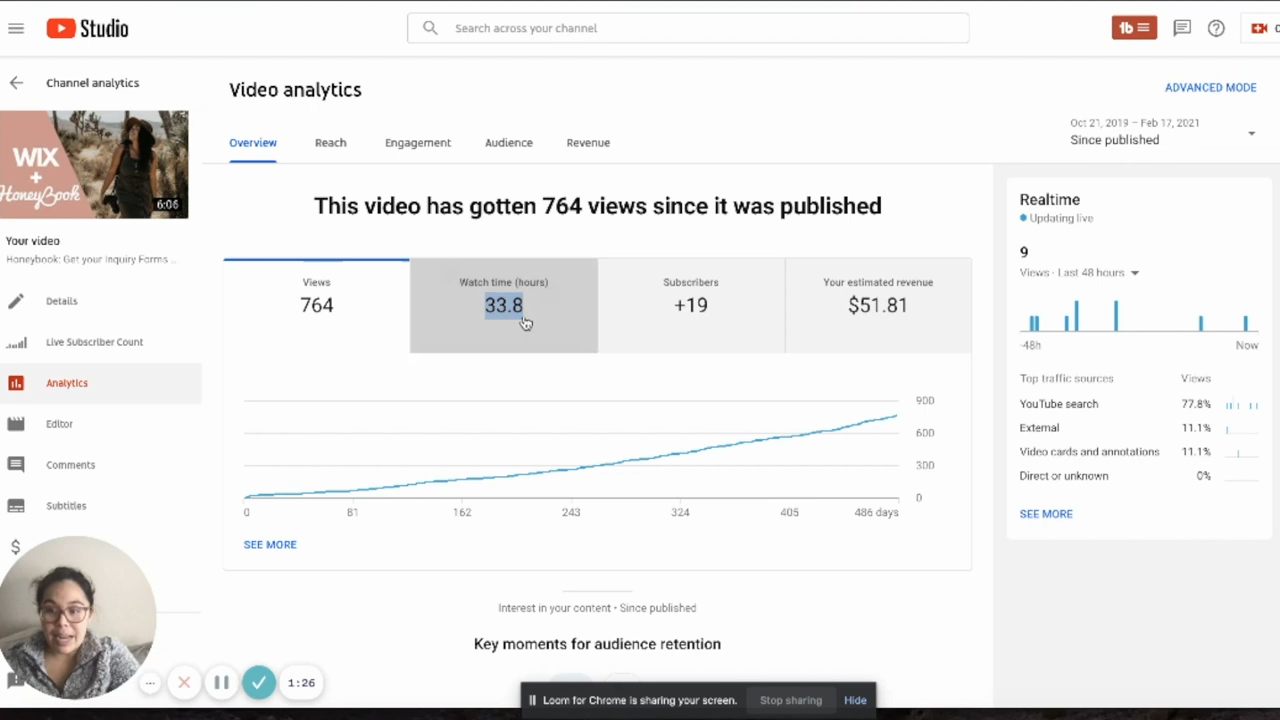 Studio
Search across your channel
1b
Channel analytics
WIX
+
HoneyBook
6:06
Your video
Honeybook: Get your Inquiry Forms ...
Details
Live Subscriber Count
Analytics
Editor
Comments
Subtitles
$
Video analytics
ADVANCED MODE
Oct 21, 2019 – Feb 17, 2021
Since published
Overview
Reach
Engagement
Audience
Revenue
This video has gotten 764 views since it was published
Views
764
Watch time (hours)
33.8
Subscribers
+19
Your estimated revenue
$51.81
900
600
300
0
0 81 162 243 324 405 486 days
SEE MORE
Interest in your content • Since published
Key moments for audience retention
Realtime
Updating live
9
Views · Last 48 hours
-48h Now
Top traffic sources Views
YouTube search 77.8%
External 11.1%
Video cards and annotations 11.1%
Direct or unknown 0%
SEE MORE
1:26
Loom for Chrome is sharing your screen.
Stop sharing
Hide